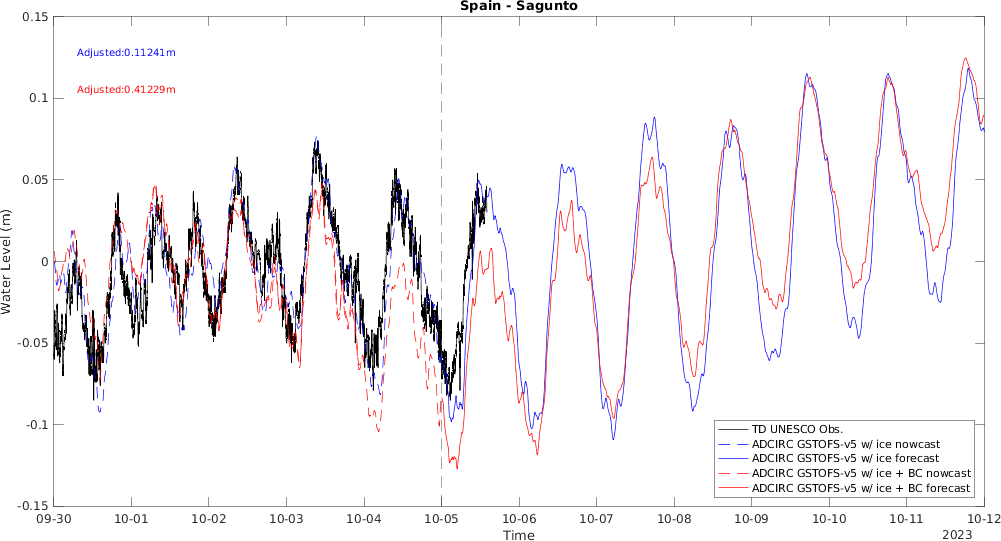 Spain - Sagunto
Adjusted:0.11241m
Adjusted:0.41229m
Water Level (m)
0.15
0.1
0.05
0
-0.05
-0.1
-0.15
09-30 10-01 10-02 10-03 10-04 10-05 10-06 10-07 10-08 10-09 10-10 10-11 10-12
Time
2023
TD UNESCO Obs.
ADCIRC GSTOFS-v5 w/ ice nowcast
ADCIRC GSTOFS-v5 w/ ice forecast
ADCIRC GSTOFS-v5 w/ ice + BC nowcast
ADCIRC GSTOFS-v5 w/ ice + BC forecast